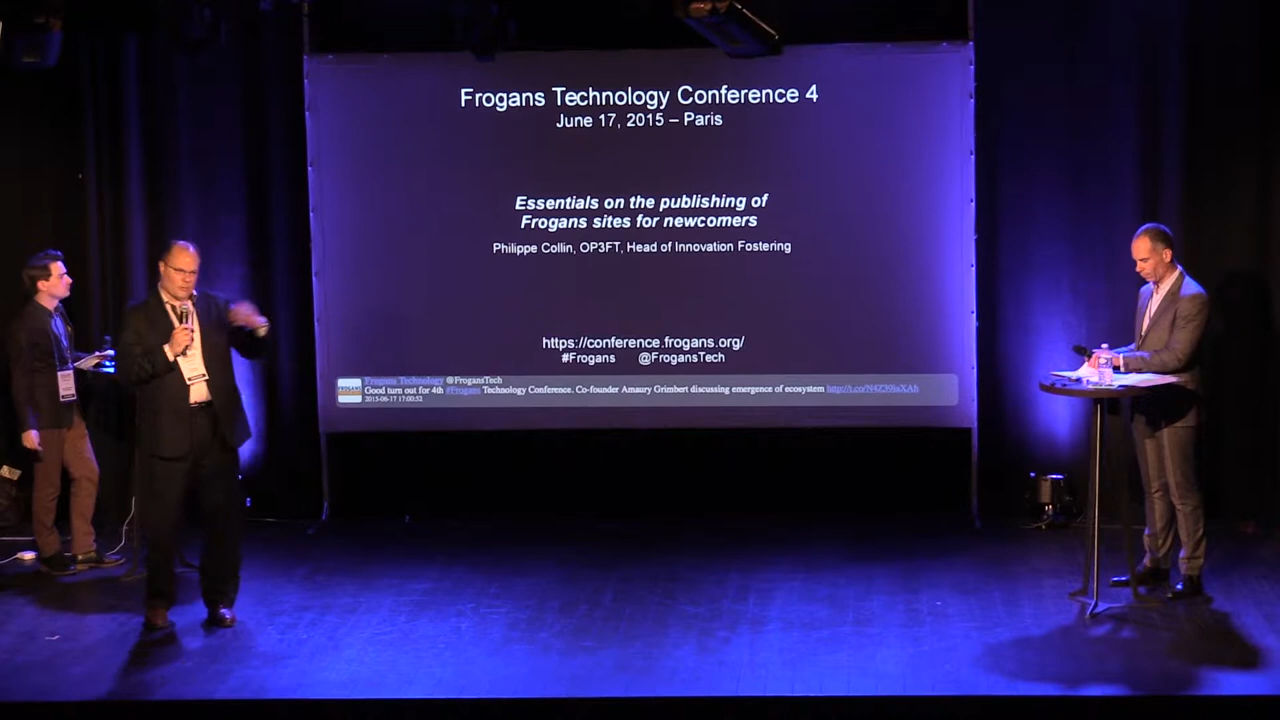 Frogans Technology Conference 4
June 17, 2015 – Paris
Essentials on the publishing of
Frogans sites for newcomers
Philippe Collin, OP3FT, Head of Innovation Fostering
https://conference.frogans.org/
#Frogans @FrogansTech
FROGANS
Frogans Technology @FrogansTech
Good turn out for 4th #Frogans Technology Conference. Co-founder Amaury Grimbert discussing emergence of ecosystem
2015-06-17 17:00:52